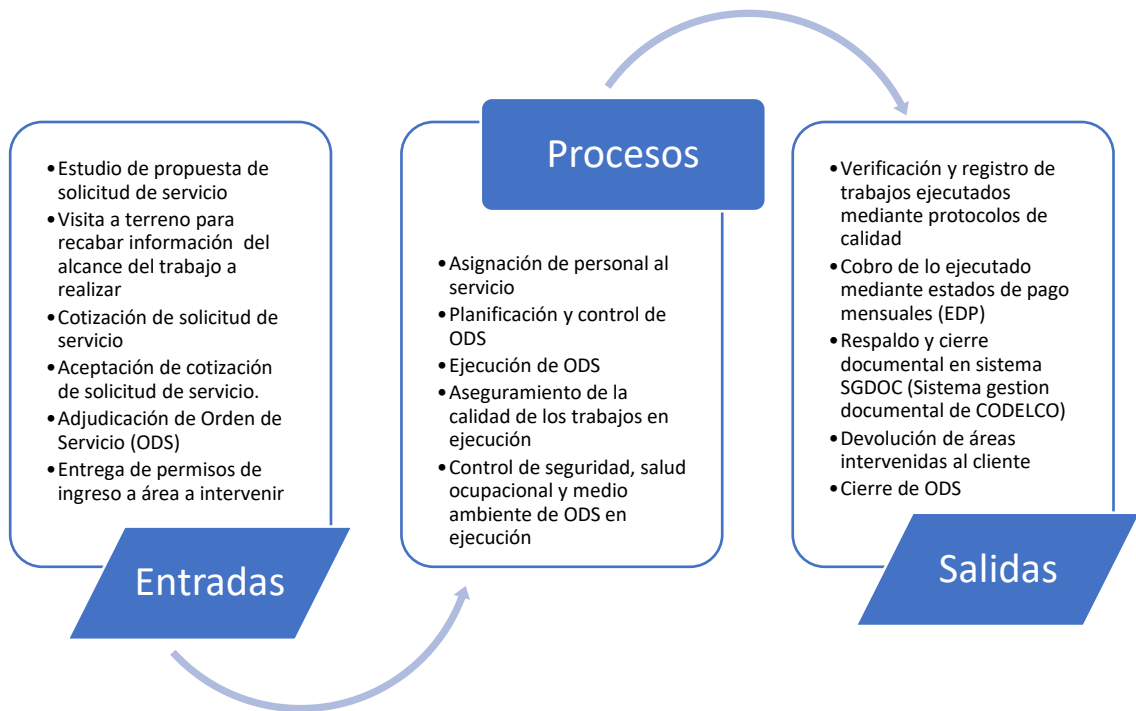 •Estudio de propuesta de
solicitud de servicio
•Visita a terreno para
recabar información del
alcance del trabajo a
realizar
•Cotización de solicitud de
servicio
•Aceptación de cotización
de solicitud de servicio.
•Adjudicación de Orden de
Servicio (ODS)
•Entrega de permisos de
ingreso a área a intervenir
Entradas
Procesos
•Asignación de personal al
servicio
•Planificación y control de
ODS
•Ejecución de ODS
•Aseguramiento de la
calidad de los trabajos en
ejecución
•Control de seguridad, salud
ocupacional y medio
ambiente de ODS en
ejecución
•Verificación y registro de
trabajos ejecutados
mediante protocolos de
calidad
•Cobro de lo ejecutado
mediante estados de pago
mensuales (EDP)
•Respaldo y cierre
documental en sistema
SGDOC (Sistema gestion
documental de CODELCO)
•Devolución de áreas
intervenidas al cliente
•Cierre de ODS
Salidas